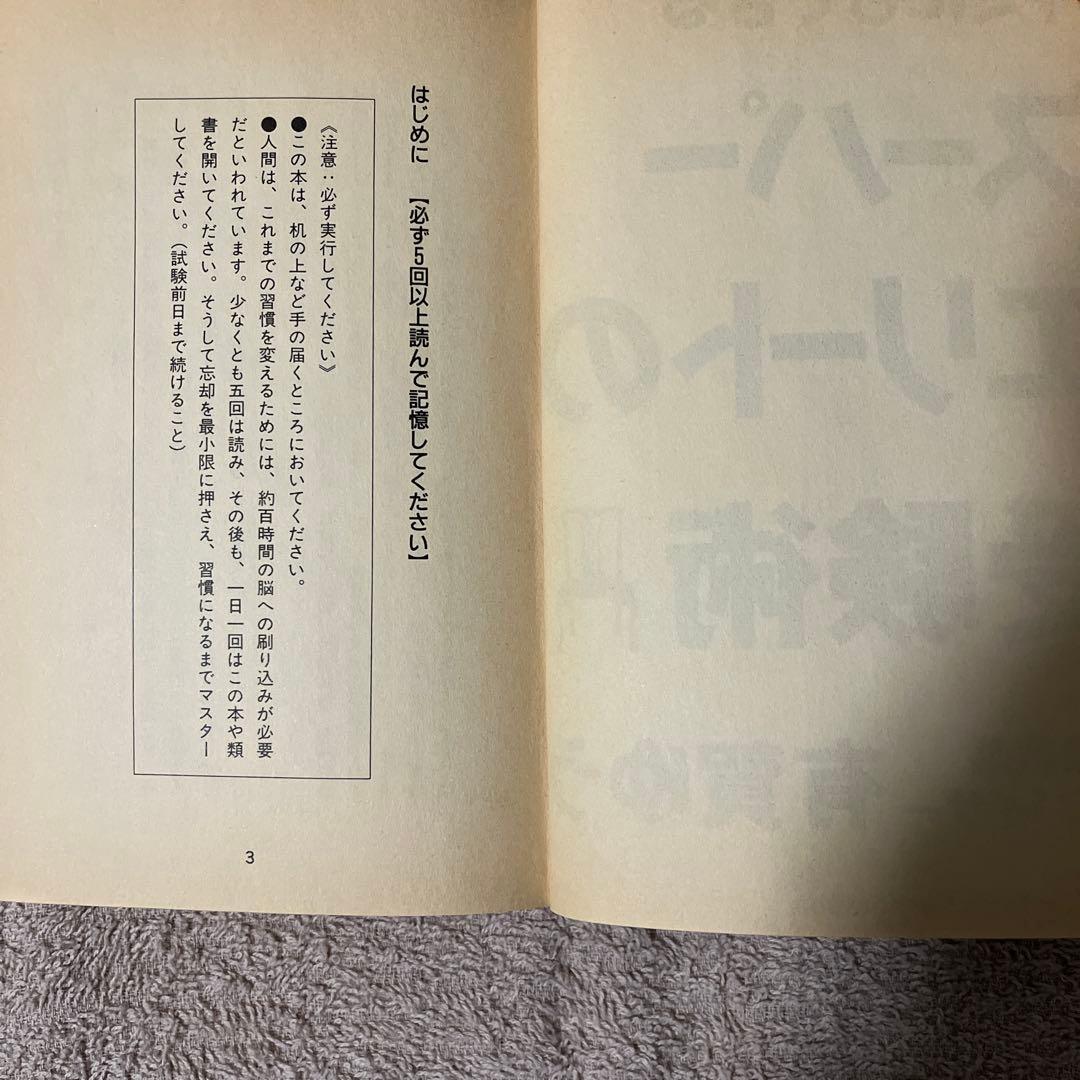 はじめに 【必ず5回以上読んで記憶してください】
《注意：必ず実行してください》
●この本は、机の上など手の届くところにおいてください。
●人間は、これまでの習慣を変えるためには、約百時間の脳への刷り込みが必要
だといわれています。少なくとも五回は読み、その後も、一日一回はこの本や類
書を開いてください。そうして忘却を最小限に押さえ、習慣になるまでマスター
してください。（試験前日まで続けること）
3